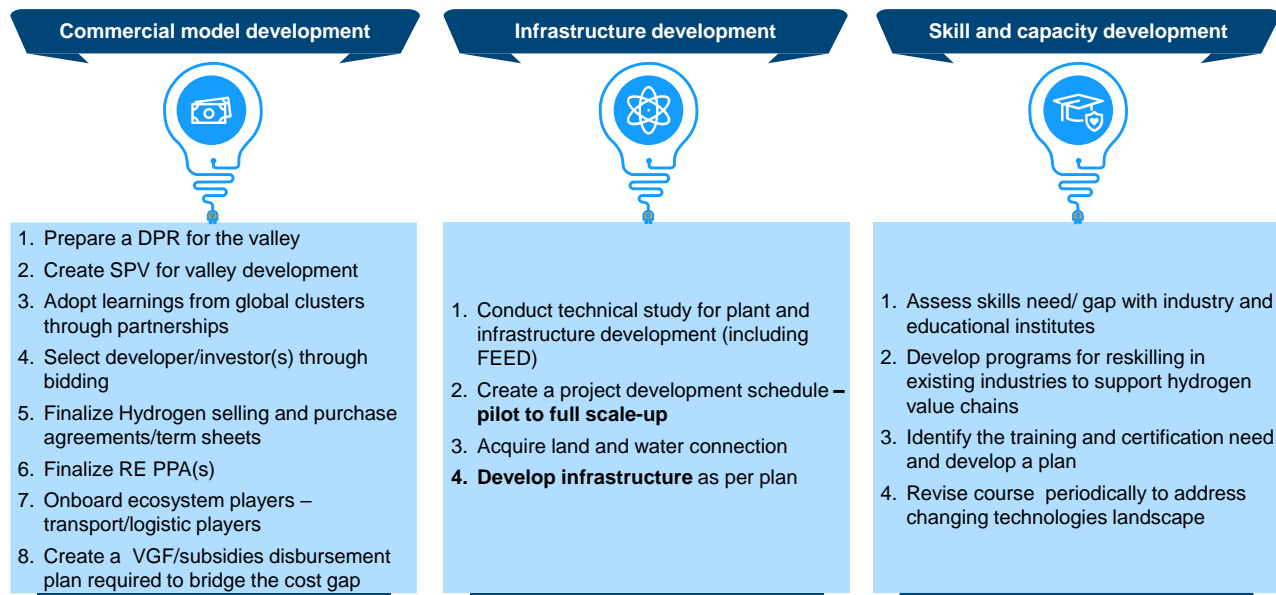 Commercial model development
1. Prepare a DPR for the valley
2. Create SPV for valley development
3. Adopt learnings from global clusters
through partnerships
4. Select developer/investor(s) through
bidding
5. Finalize Hydrogen selling and purchase
agreements/term sheets
6. Finalize RE PPA(s)
7. Onboard ecosystem players –
transport/logistic players
8. Create a  VGF/subsidies disbursement
plan required to bridge the cost gap
Infrastructure development
1. Conduct technical study for plant and
infrastructure development (including
FEED)
2. Create a project development schedule –
pilot to full scale-up
3. Acquire land and water connection
4. Develop infrastructure as per plan
Skill and capacity development
1. Assess skills need/ gap with industry and
educational institutes
2. Develop programs for reskilling in
existing industries to support hydrogen
value chains
3. Identify the training and certification need
and develop a plan
4. Revise course  periodically to address
changing technologies landscape